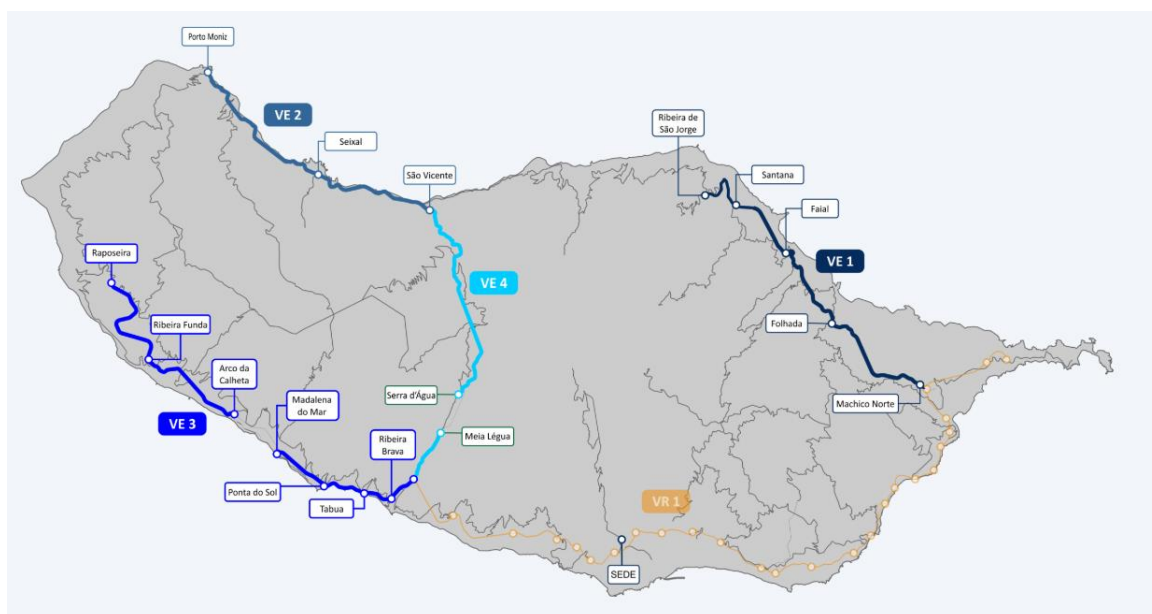 Porto Moniz
VE 2
Seixal
São Vicente
Ribeira de
São Jorge
Santana
Faial
VE 1
Raposeira
VE 4
Ribeira Funda
Folhada
Arco da
Calheta
Serra d'Água
Madalena
do Mar
Machico Norte
VE 3
Meia Légua
Ribeira
Brava
Ponta do Sol
Tabua
VR 1
SEDE